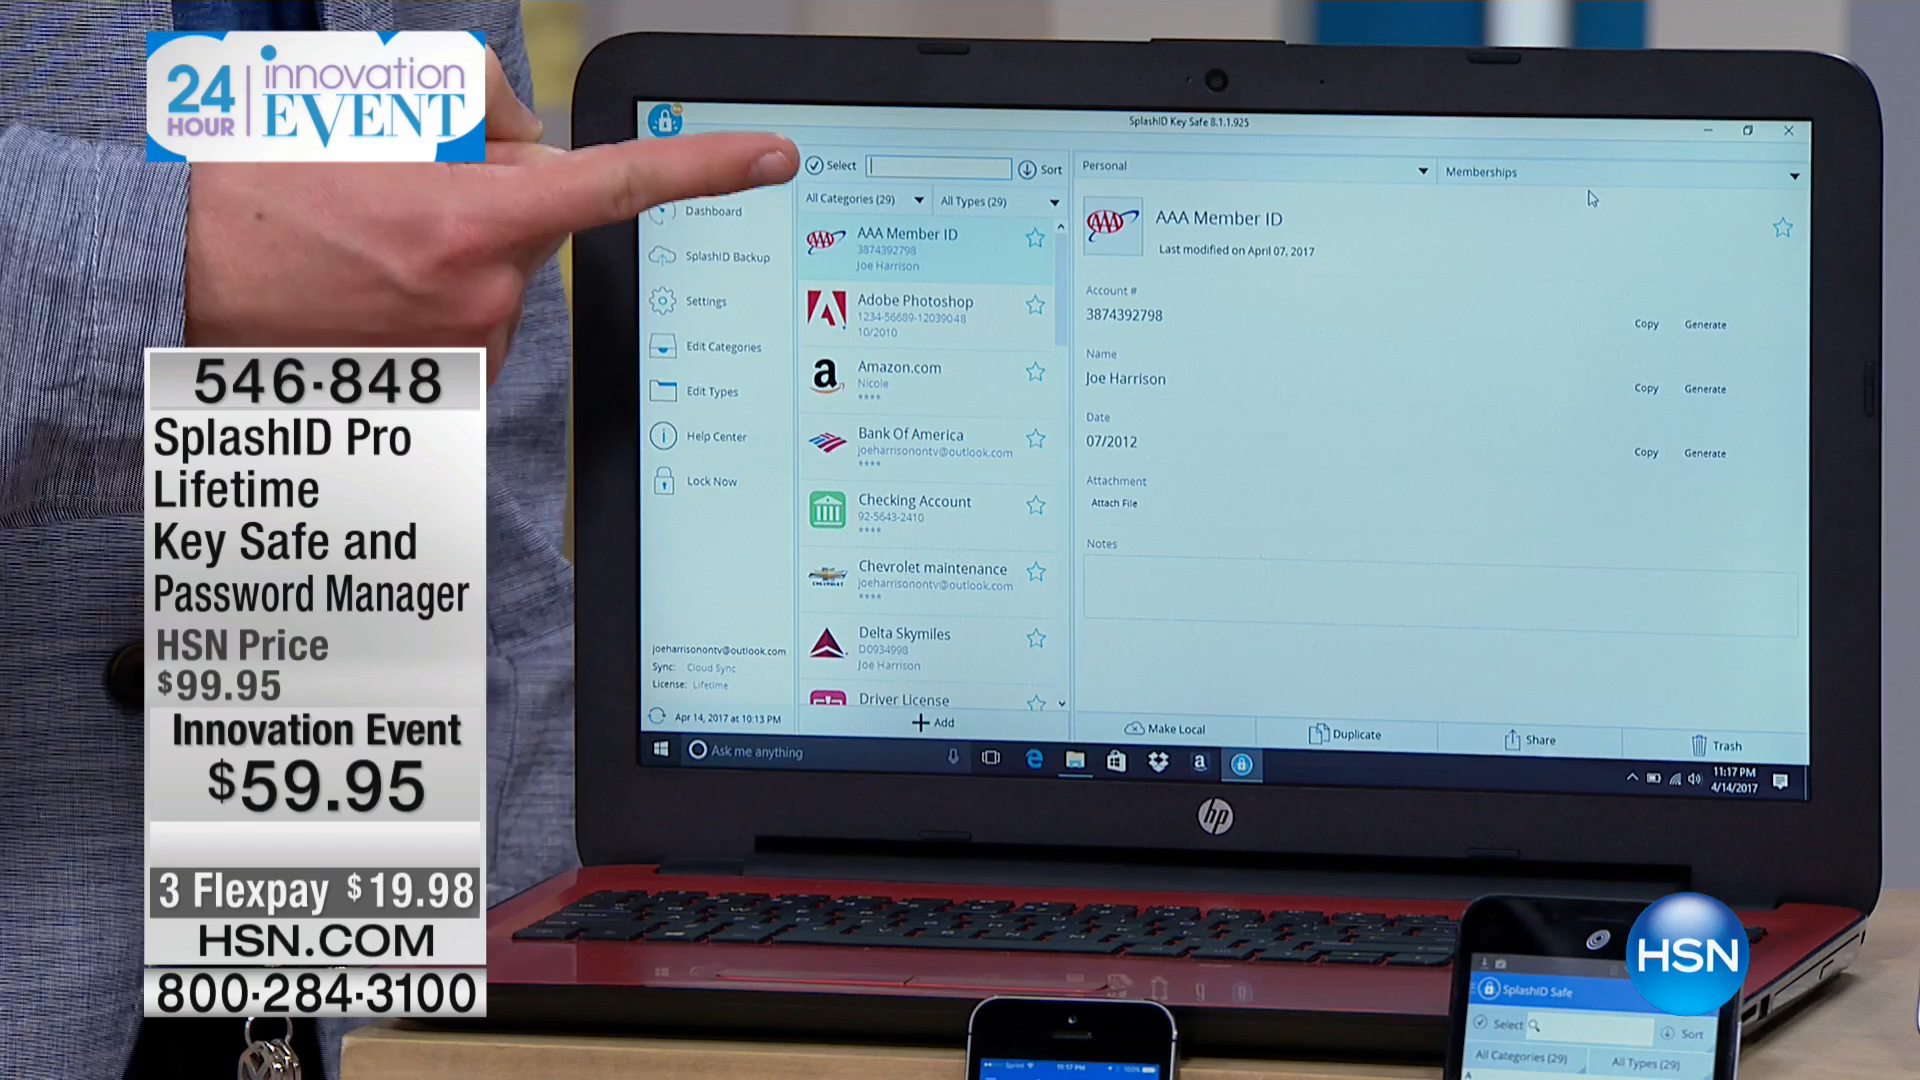 24
HOUR
innovation
EVENT
546·848
SplashID Pro
Lifetime
Key Safe and
Password Manager
HSN Price
$99.95
Innovation Event
$59.95
3 Flexpay $19.98
HSN.COM
800·284·3100
SplashID Key Safe 8.1.1.925
Select
Sort
All Categories (29)
All Types (29)
Dashboard
SplashID Backup
Settings
Edit Categories
Edit Types
Help Center
Lock Now
joeharrisonontv@outlook.com
Sync: Cloud Sync
License: Lifetime
Apr 14, 2017 at 10:13 PM
AAA Member ID
3874392798
Joe Harrison
Adobe Photoshop
1234-56689-12039048
10/2010
Amazon.com
Nicole
****
Bank Of America
joeharrisonontv@outlook.com
****
Checking Account
92-5643-2410
****
Chevrolet maintenance
joeharrisonontv@outlook.com
****
Delta Skymiles
D0934998
Joe Harrison
Driver License
Add
Personal
Memberships
AAA
AAA Member ID
Last modified on April 07, 2017
Account #
3874392798
Copy Generate
Name
Joe Harrison
Copy Generate
Date
07/2012
Copy Generate
Attachment
Attach File
Notes
Make Local
Duplicate
Share
Trash
Ask me anything
11:17 PM
4/14/2017
hp
HSN
SplashID Safe
Select
Sort
All Categories (29)
All Types (29)
A
Sprint
11:17 PM
100%